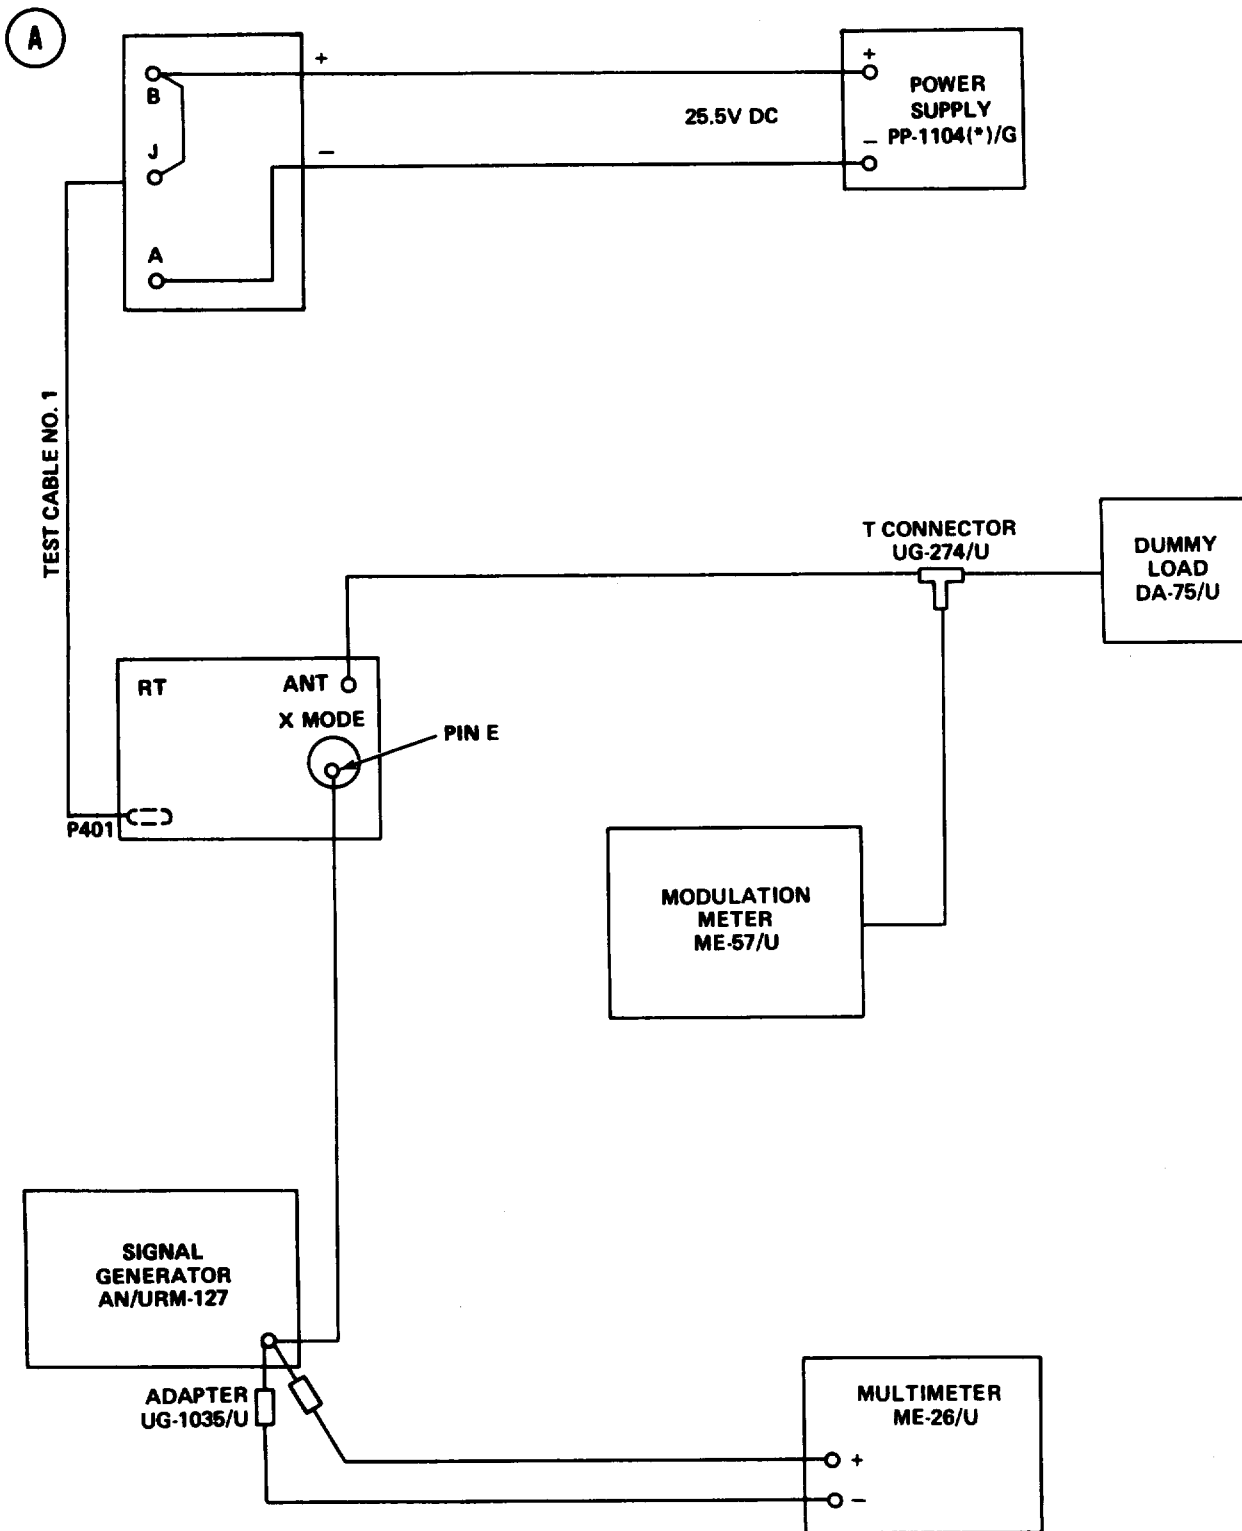 A
+
B
J
A
−
25.5V DC
+
−
POWER
SUPPLY
PP-1104(*)/G
TEST CABLE NO. 1
T CONNECTOR
UG-274/U
DUMMY
LOAD
DA-75/U
RT
ANT
X MODE
PIN E
P401
MODULATION
METER
ME-57/U
SIGNAL
GENERATOR
AN/URM-127
ADAPTER
UG-1035/U
MULTIMETER
ME-26/U
+
−